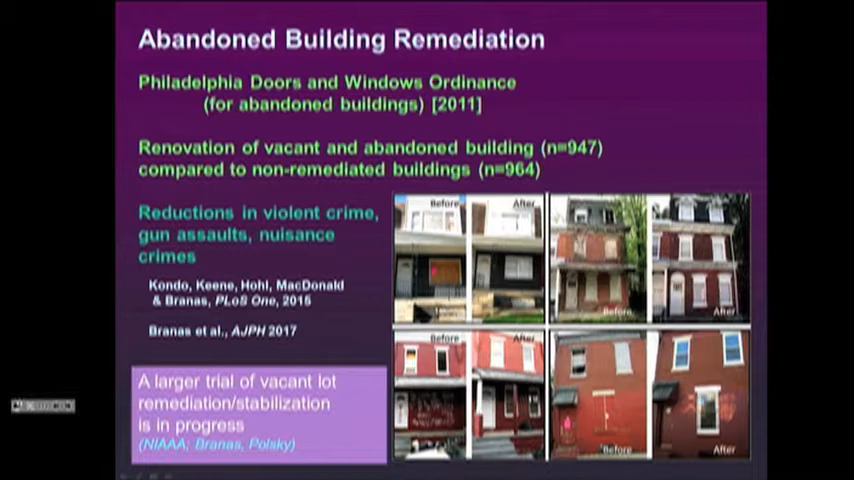 Abandoned Building Remediation
Philadelphia Doors and Windows Ordinance
(for abandoned buildings) [2011]
Renovation of vacant and abandoned building (n=947)
compared to non-remediated buildings (n=964)
Reductions in violent crime,
gun assaults, nuisance
crimes
Kondo, Keene, Hohl, MacDonald
& Branas, PLoS One, 2015
Branas et al., AJPH 2017
A larger trial of vacant lot
remediation/stabilization
is in progress
(NIAAA; Branas, Polsky)
Before
After
Before
After
Before
After
Before
After